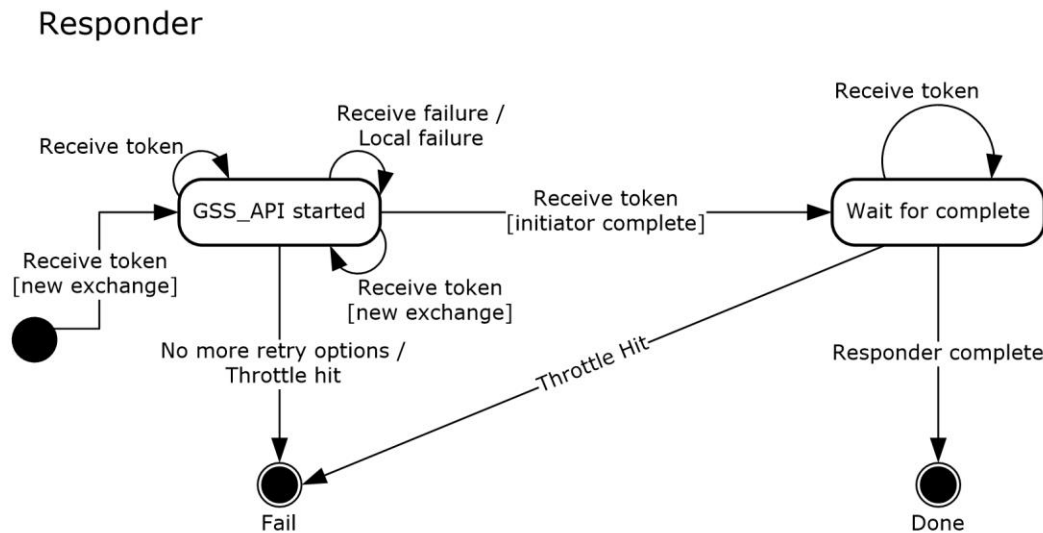 Responder
Receive token
Receive failure /
Local failure
Receive token
GSS_API started
Receive token
[initiator complete]
Wait for complete
Receive token
[new exchange]
Receive token
[new exchange]
No more retry options /
Throttle hit
Throttle Hit
Responder complete
Fail
Done